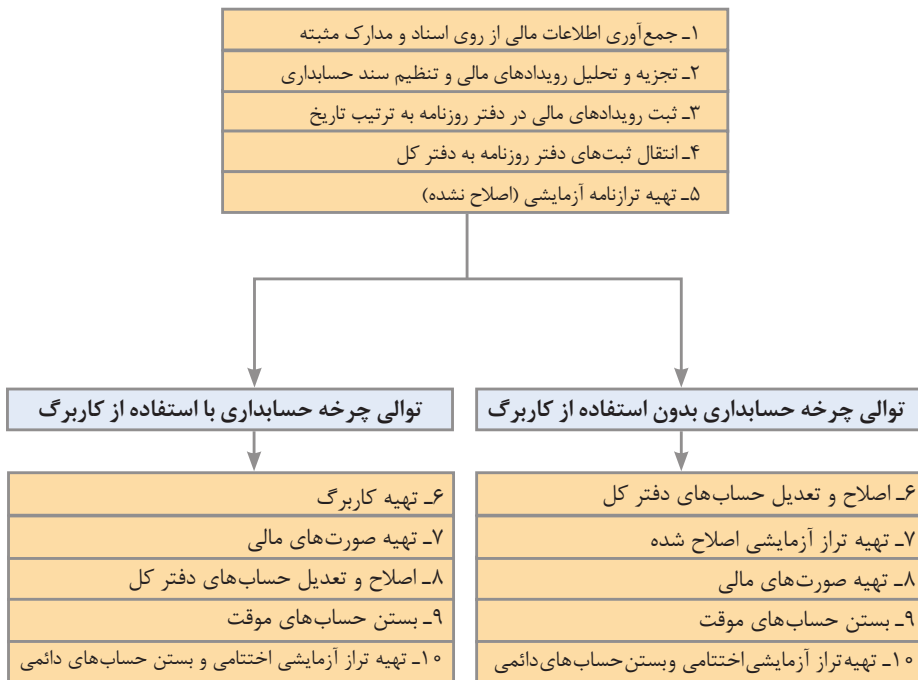 ۱ـ جمع‌آوری اطلاعات مالی از روی اسناد و مدارک مثبته
۲ـ تجزیه و تحلیل رویدادهای مالی و تنظیم سند حسابداری
۳ـ ثبت رویدادهای مالی در دفتر روزنامه به ترتیب تاریخ
۴ـ انتقال ثبت‌های دفتر روزنامه به دفتر کل
۵ـ تهیه ترازنامه آزمایشی (اصلاح نشده)
توالی چرخه حسابداری بدون استفاده از کاربرگ
۶ـ اصلاح و تعدیل حساب‌های دفتر کل
۷ـ تهیه تراز آزمایشی اصلاح شده
۸ـ تهیه صورت‌های مالی
۹ـ بستن حساب‌های موقت
۱۰ـ تهیه تراز آزمایشی اختتامی وبستن حساب‌های دائمی
توالی چرخه حسابداری با استفاده از کاربرگ
۶ـ تهیه کاربرگ
۷ـ تهیه صورت‌های مالی
۸ـ اصلاح و تعدیل حساب‌های دفتر کل
۹ـ بستن حساب‌های موقت
۱۰ـ تهیه تراز آزمایشی اختتامی و بستن حساب‌های دائمی